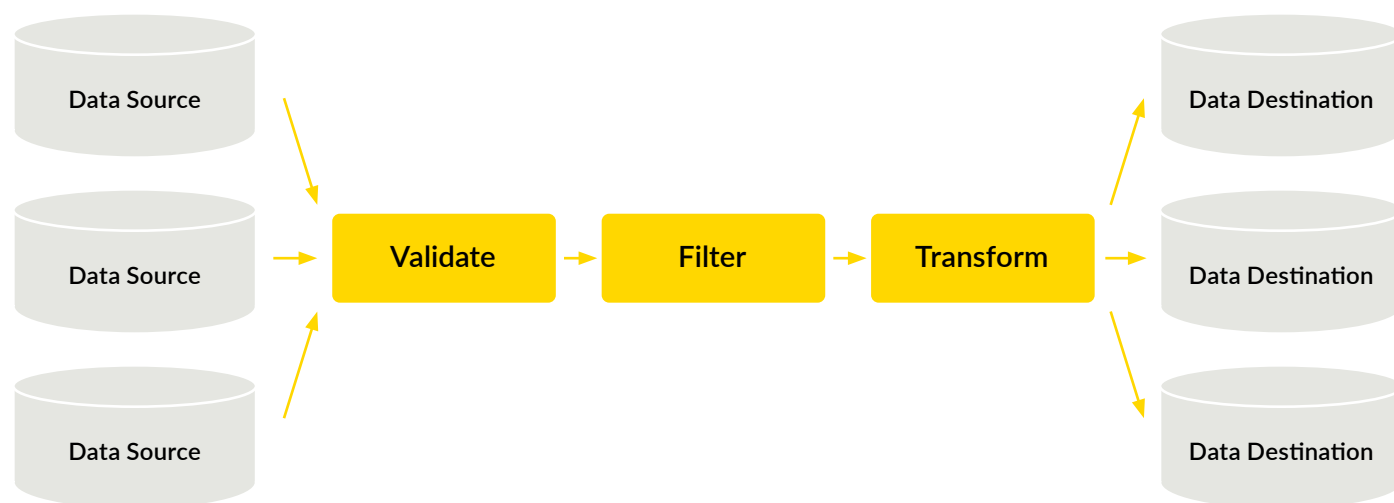 Data Source
Data Source
Data Source
Validate
Filter
Transform
Data Destination
Data Destination
Data Destination